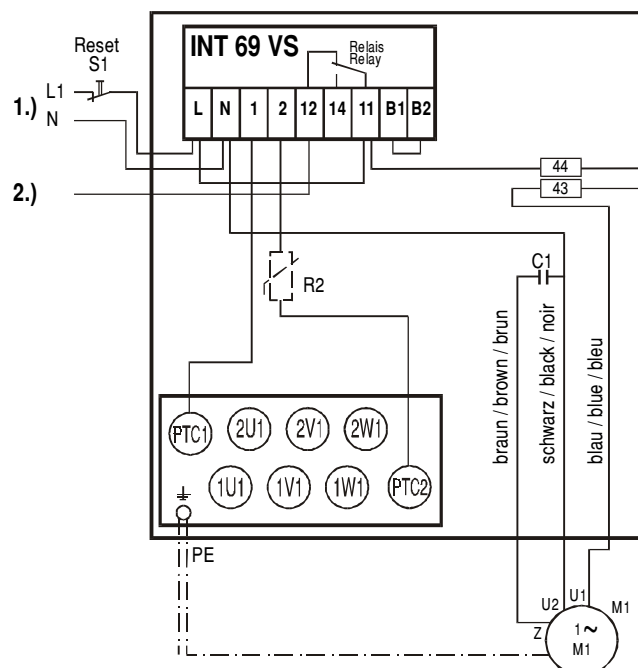 INT 69 VS
Relais
Relay
Reset
S1
L1
1.)
N
L N 1 2 12 14 11 B1 B2
2.)
44
43
C1
R2
braun / brown / brun
schwarz / black / noir
blau / blue / bleu
PTC1 2U1 2V1 2W1
1U1 1V1 1W1 PTC2
PE
U2 U1 M1
Z 1~
M1